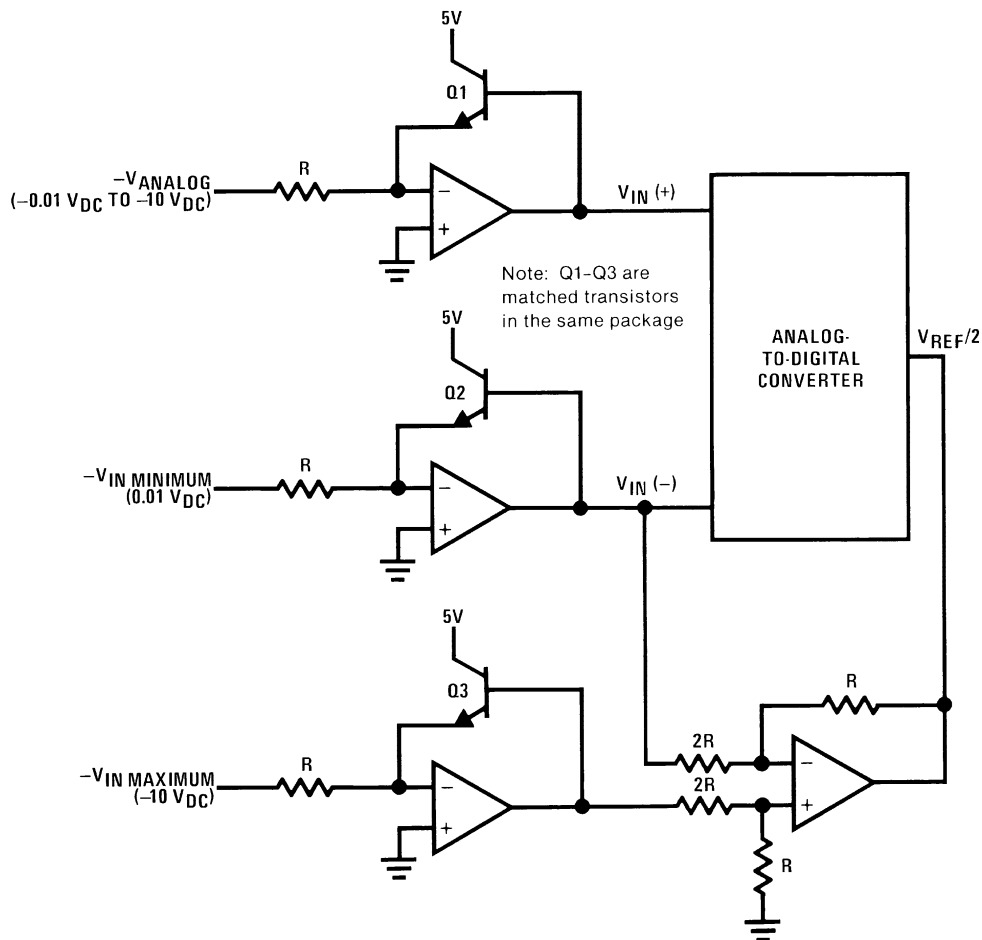 5V
Q1
R
−VANALOG
(−0.01 VDC TO −10 VDC)
−
+
VIN (+)
Note: Q1–Q3 are
matched transistors
in the same package
5V
Q2
R
−VIN MINIMUM
(0.01 VDC)
−
+
VIN (−)
ANALOG-
TO-DIGITAL
CONVERTER
VREF/2
5V
Q3
R
−VIN MAXIMUM
(−10 VDC)
−
+
R
2R
2R
−
+
R